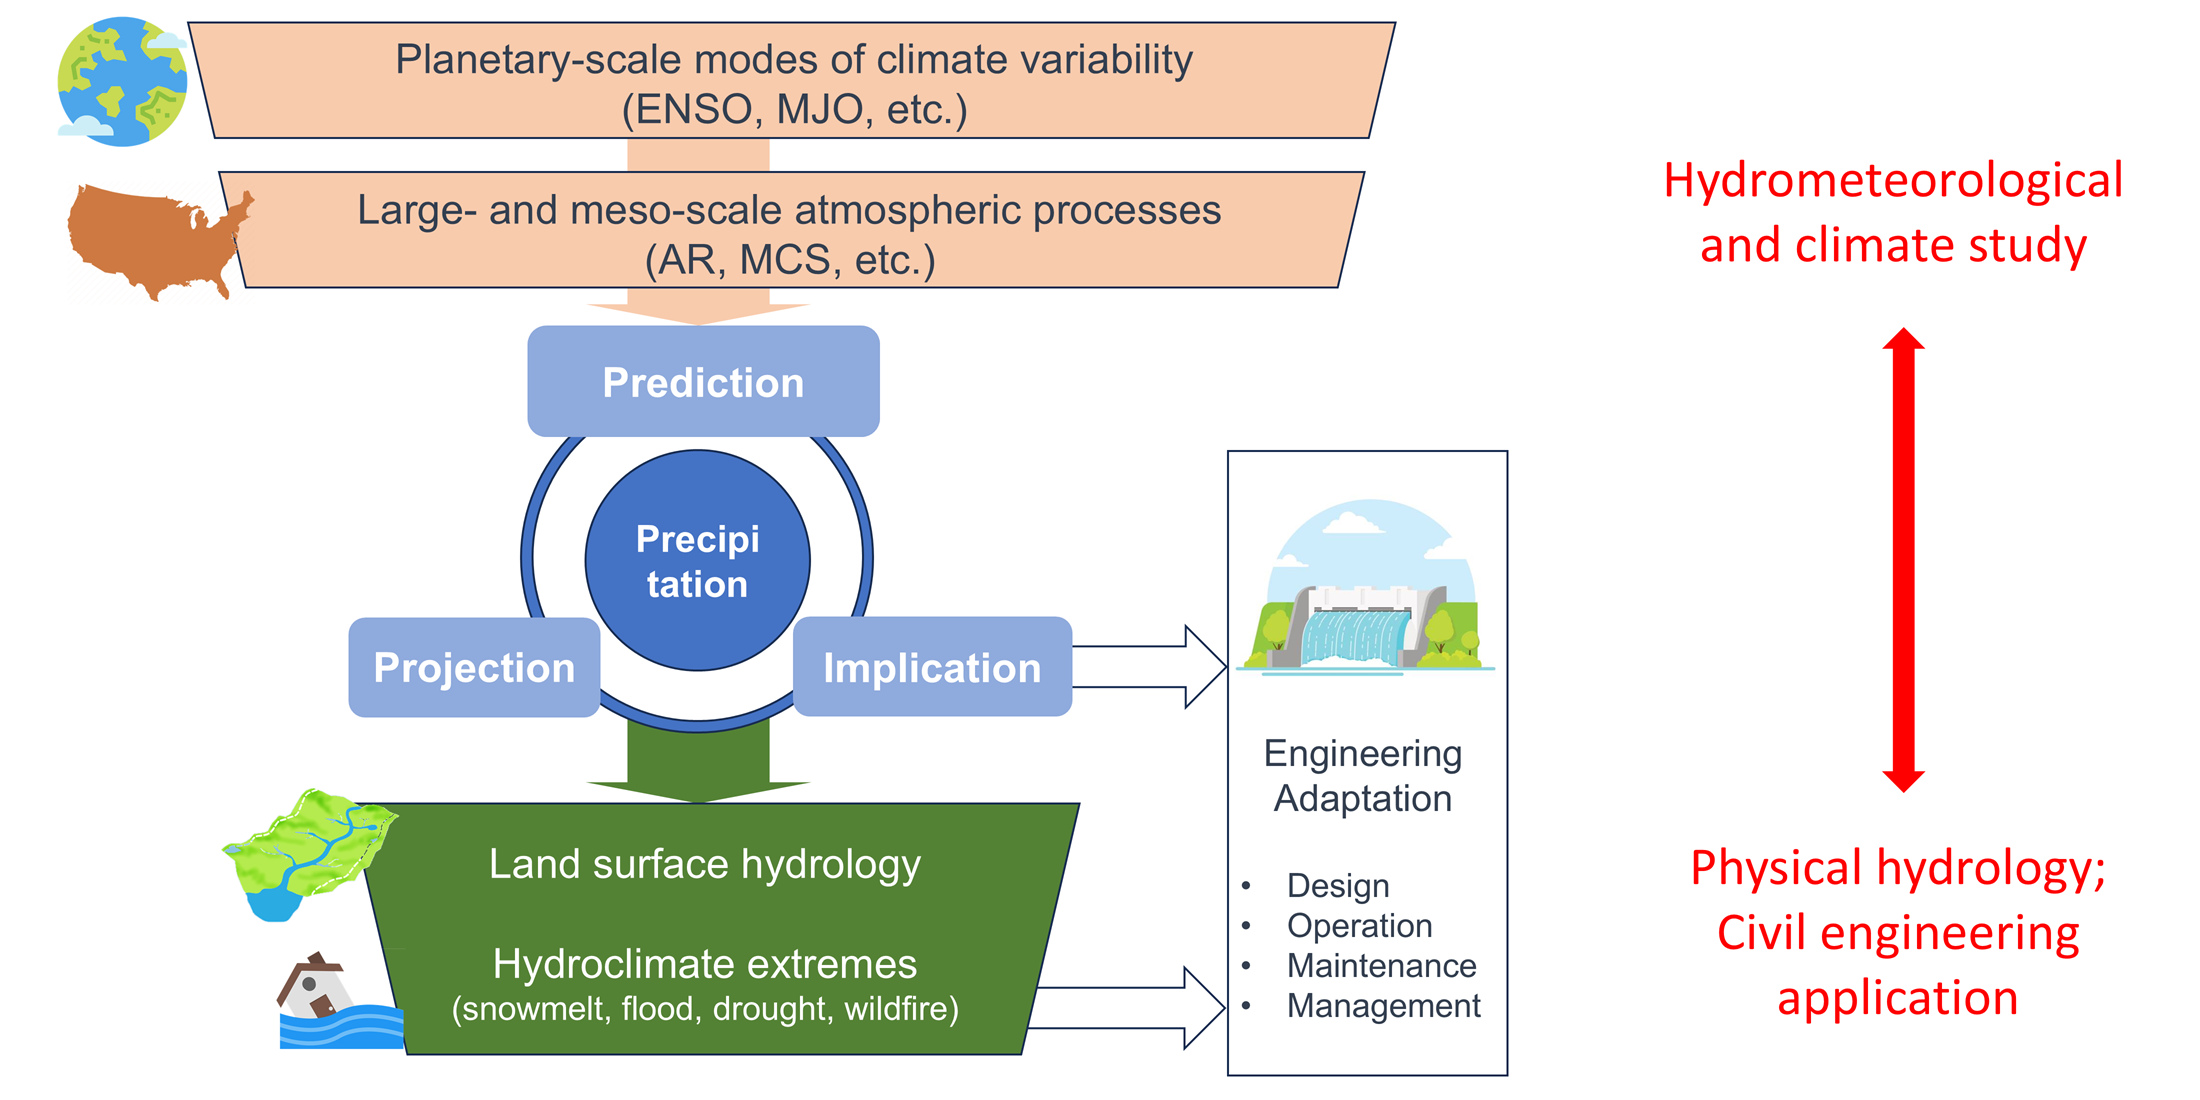 Planetary-scale modes of climate variability
(ENSO, MJO, etc.)
Large- and meso-scale atmospheric processes
(AR, MCS, etc.)
Prediction
Precipi
tation
Projection
Implication
Land surface hydrology
Hydroclimate extremes
(snowmelt, flood, drought, wildfire)
Engineering
Adaptation
• Design
• Operation
• Maintenance
• Management
Hydrometeorological
and climate study
Physical hydrology;
Civil engineering
application